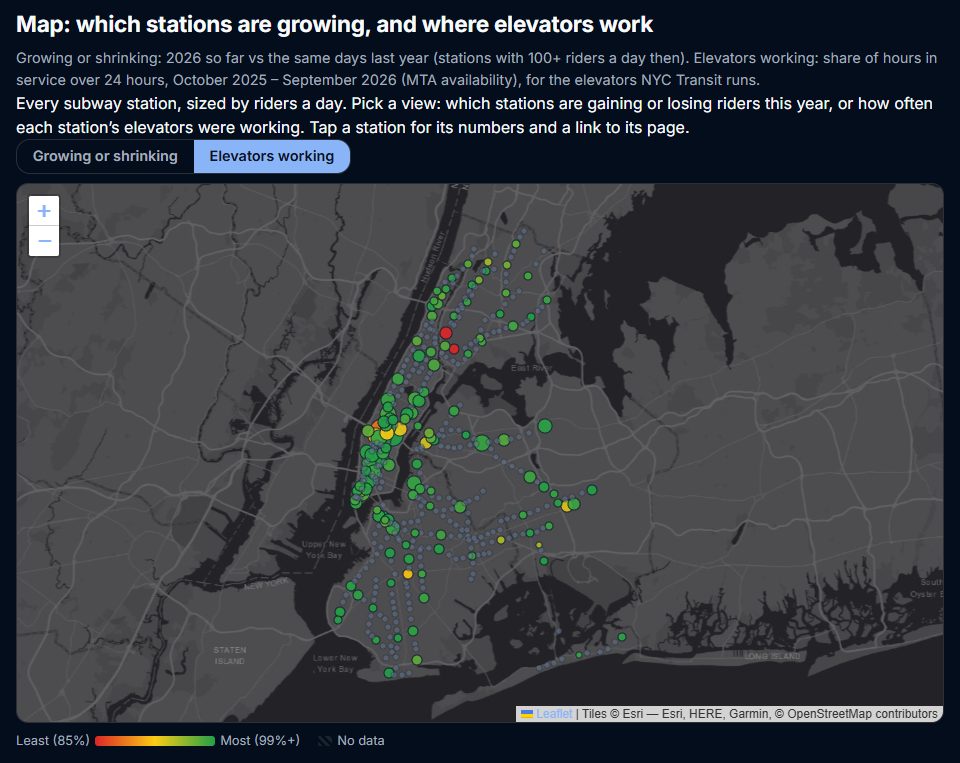 Map: which stations are growing, and where elevators work
Growing or shrinking: 2026 so far vs the same days last year (stations with 100+ riders a day then). Elevators working: share of hours in
service over 24 hours, October 2025 – September 2026 (MTA availability), for the elevators NYC Transit runs.
Every subway station, sized by riders a day. Pick a view: which stations are gaining or losing riders this year, or how often
each station’s elevators were working. Tap a station for its numbers and a link to its page.
Growing or shrinking
Elevators working
+
−
Hudson River
East River
Upper New
York Bay
NEW YORK
STATEN
ISLAND
Lower New
York Bay
LONG ISLAND
South
Leaflet | Tiles © Esri — Esri, HERE, Garmin, © OpenStreetMap contributors
Least (85%)
Most (99%+)
No data